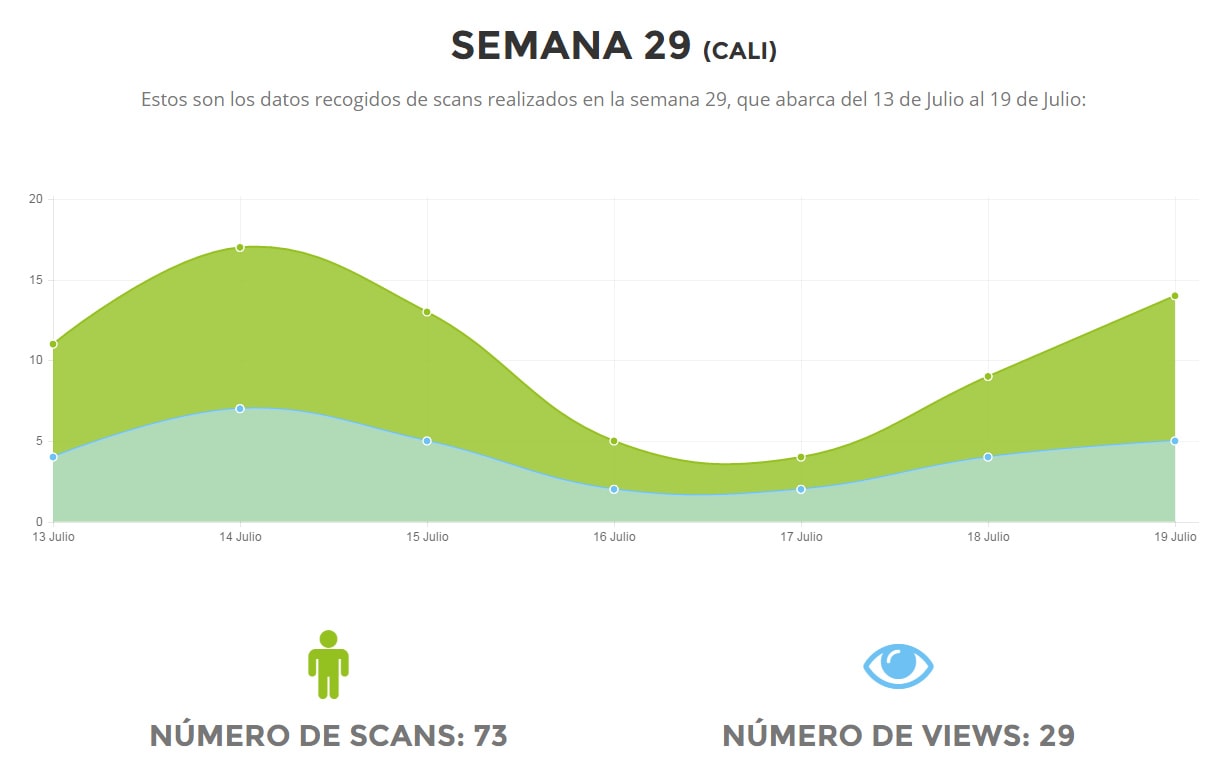 SEMANA 29 (CALI)
Estos son los datos recogidos de scans realizados en la semana 29, que abarca del 13 de Julio al 19 de Julio:
20
15
10
5
0
13 Julio 14 Julio 15 Julio 16 Julio 17 Julio 18 Julio 19 Julio
NÚMERO DE SCANS: 73 NÚMERO DE VIEWS: 29